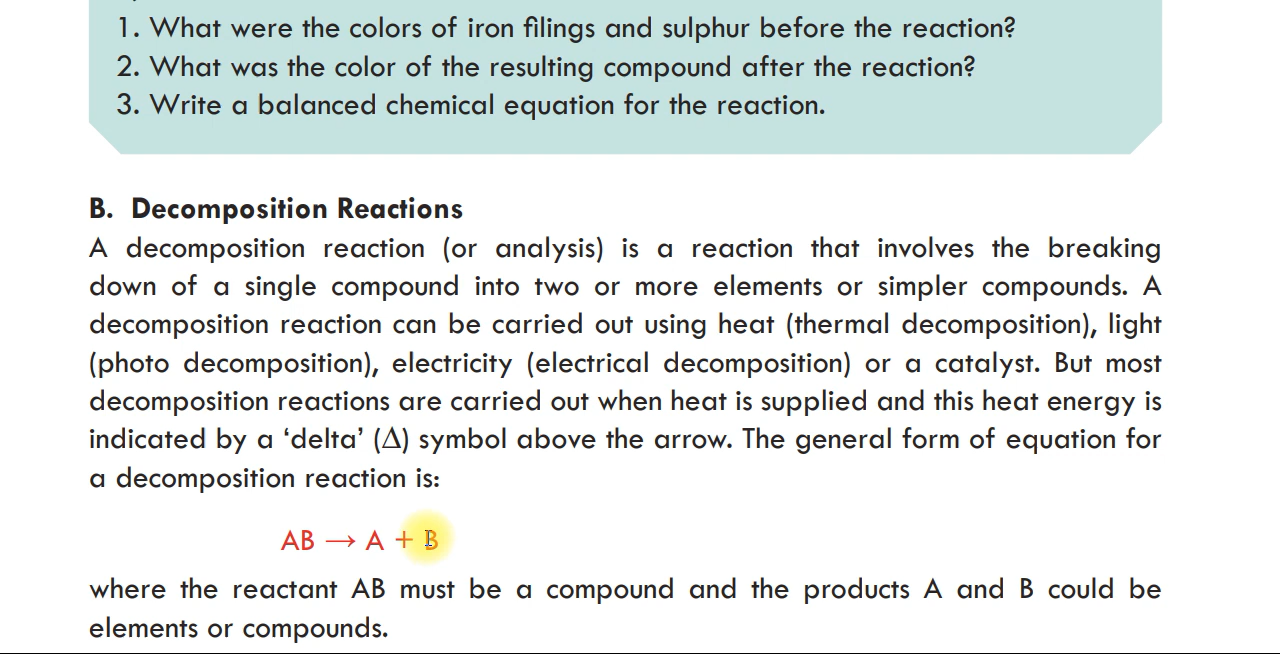 1. What were the colors of iron filings and sulphur before the reaction?
2. What was the color of the resulting compound after the reaction?
3. Write a balanced chemical equation for the reaction.
B. Decomposition Reactions
A decomposition reaction (or analysis) is a reaction that involves the breaking
down of a single compound into two or more elements or simpler compounds. A
decomposition reaction can be carried out using heat (thermal decomposition), light
(photo decomposition), electricity (electrical decomposition) or a catalyst. But most
decomposition reactions are carried out when heat is supplied and this heat energy is
indicated by a ‘delta’ (Δ) symbol above the arrow. The general form of equation for
a decomposition reaction is:
AB → A + B
where the reactant AB must be a compound and the products A and B could be
elements or compounds.